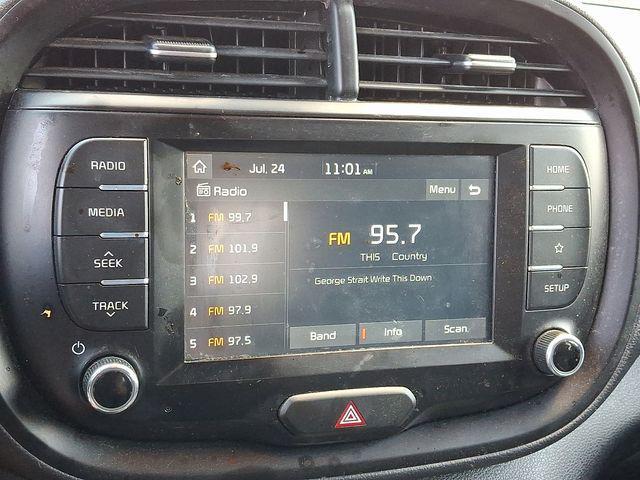 Jul. 24 11:01 AM
Radio Menu
1 FM 99.7
2 FM 101.9
3 FM 102.9
4 FM 97.9
5 FM 97.5
FM 95.7
THIS Country
George Strait Write This Down
Band Info Scan
RADIO
MEDIA
SEEK
TRACK
HOME
PHONE
SETUP